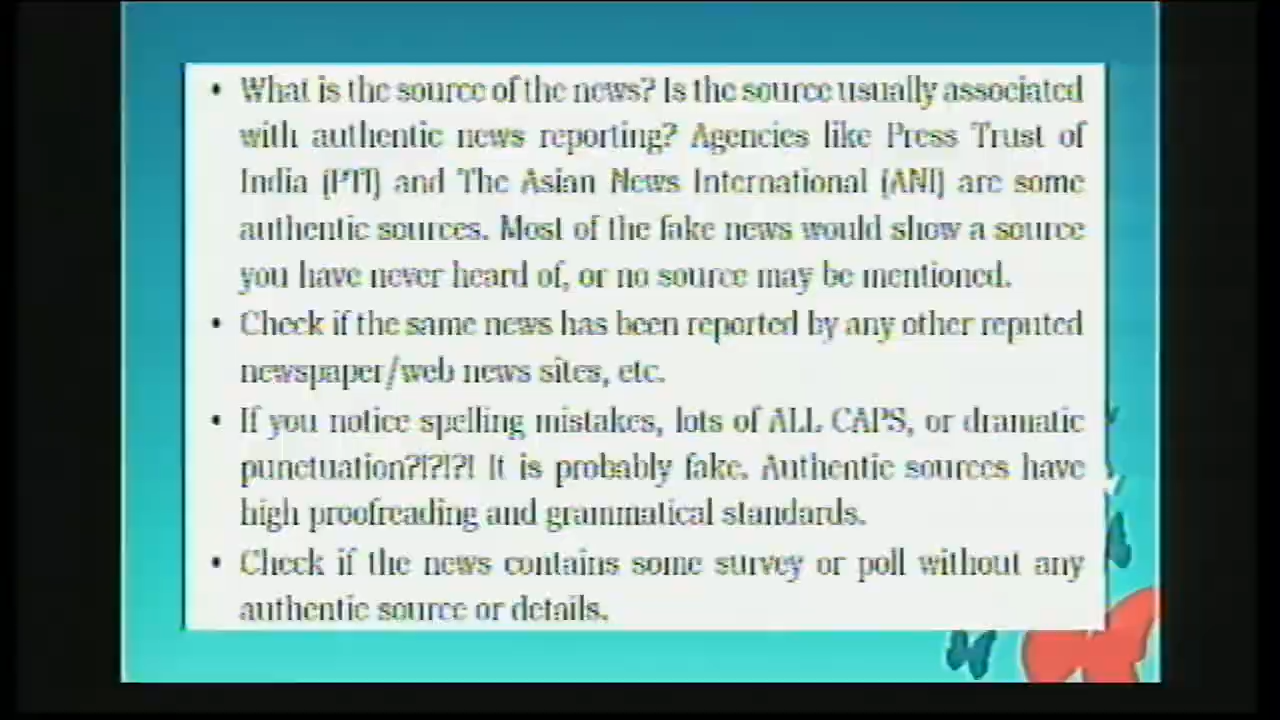 • What is the source of the news? Is the source usually associated
with authentic news reporting? Agencies like Press Trust of
India (PTI) and The Asian News International (ANI) are some
authentic sources. Most of the fake news would show a source
you have never heard of, or no source may be mentioned.
• Check if the same news has been reported by any other reputed
newspaper/web news sites, etc.
• If you notice spelling mistakes, lots of ALL CAPS, or dramatic
punctuation?!?!?! It is probably fake. Authentic sources have
high proofreading and grammatical standards.
• Check if the news contains some survey or poll without any
authentic source or details.